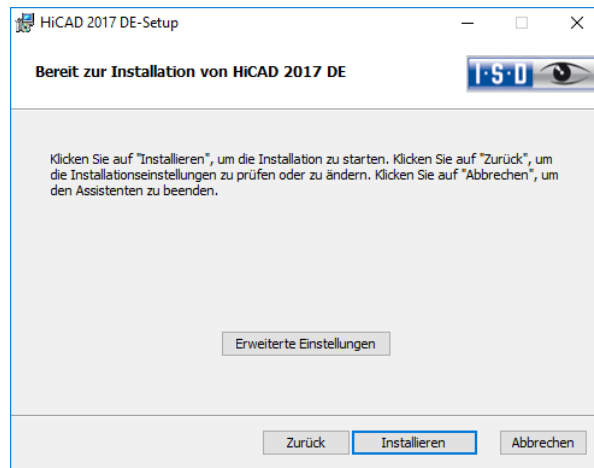 HiCAD 2017 DE-Setup
Bereit zur Installation von HiCAD 2017 DE
I·S·D
Klicken Sie auf "Installieren", um die Installation zu starten. Klicken Sie auf "Zurück", um
die Installationseinstellungen zu prüfen oder zu ändern. Klicken Sie auf "Abbrechen", um
den Assistenten zu beenden.
Erweiterte Einstellungen
Zurück
Installieren
Abbrechen